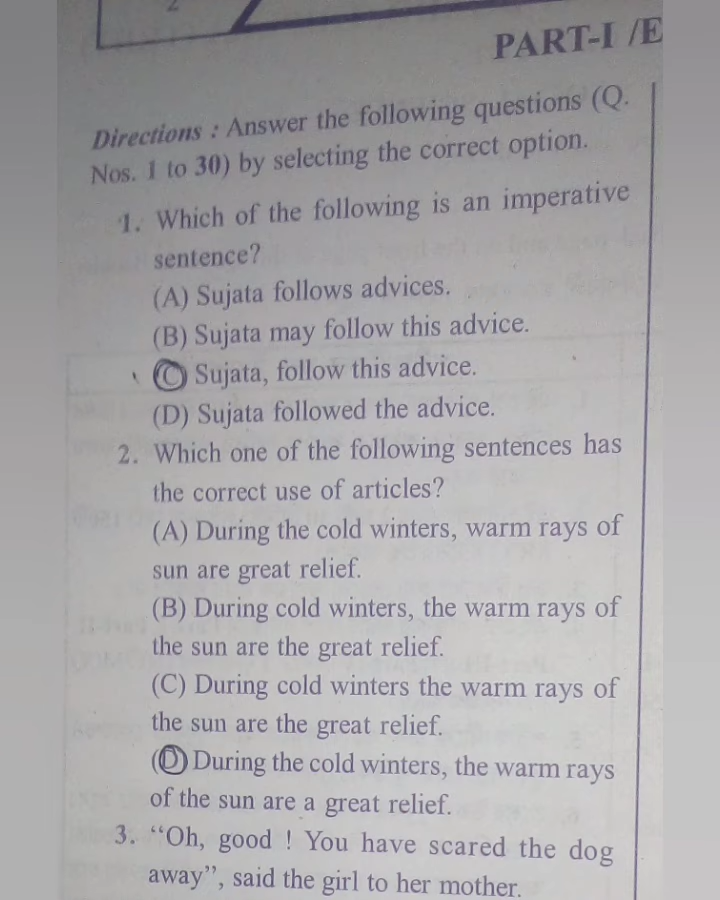 2
PART-I /E
Directions : Answer the following questions (Q.
Nos. 1 to 30) by selecting the correct option.
1. Which of the following is an imperative
sentence?
(A) Sujata follows advices.
(B) Sujata may follow this advice.
(C) Sujata, follow this advice.
(D) Sujata followed the advice.
2. Which one of the following sentences has
the correct use of articles?
(A) During the cold winters, warm rays of
sun are great relief.
(B) During cold winters, the warm rays of
the sun are the great relief.
(C) During cold winters the warm rays of
the sun are the great relief.
(D) During the cold winters, the warm rays
of the sun are a great relief.
3. “Oh, good ! You have scared the dog
away”, said the girl to her mother.